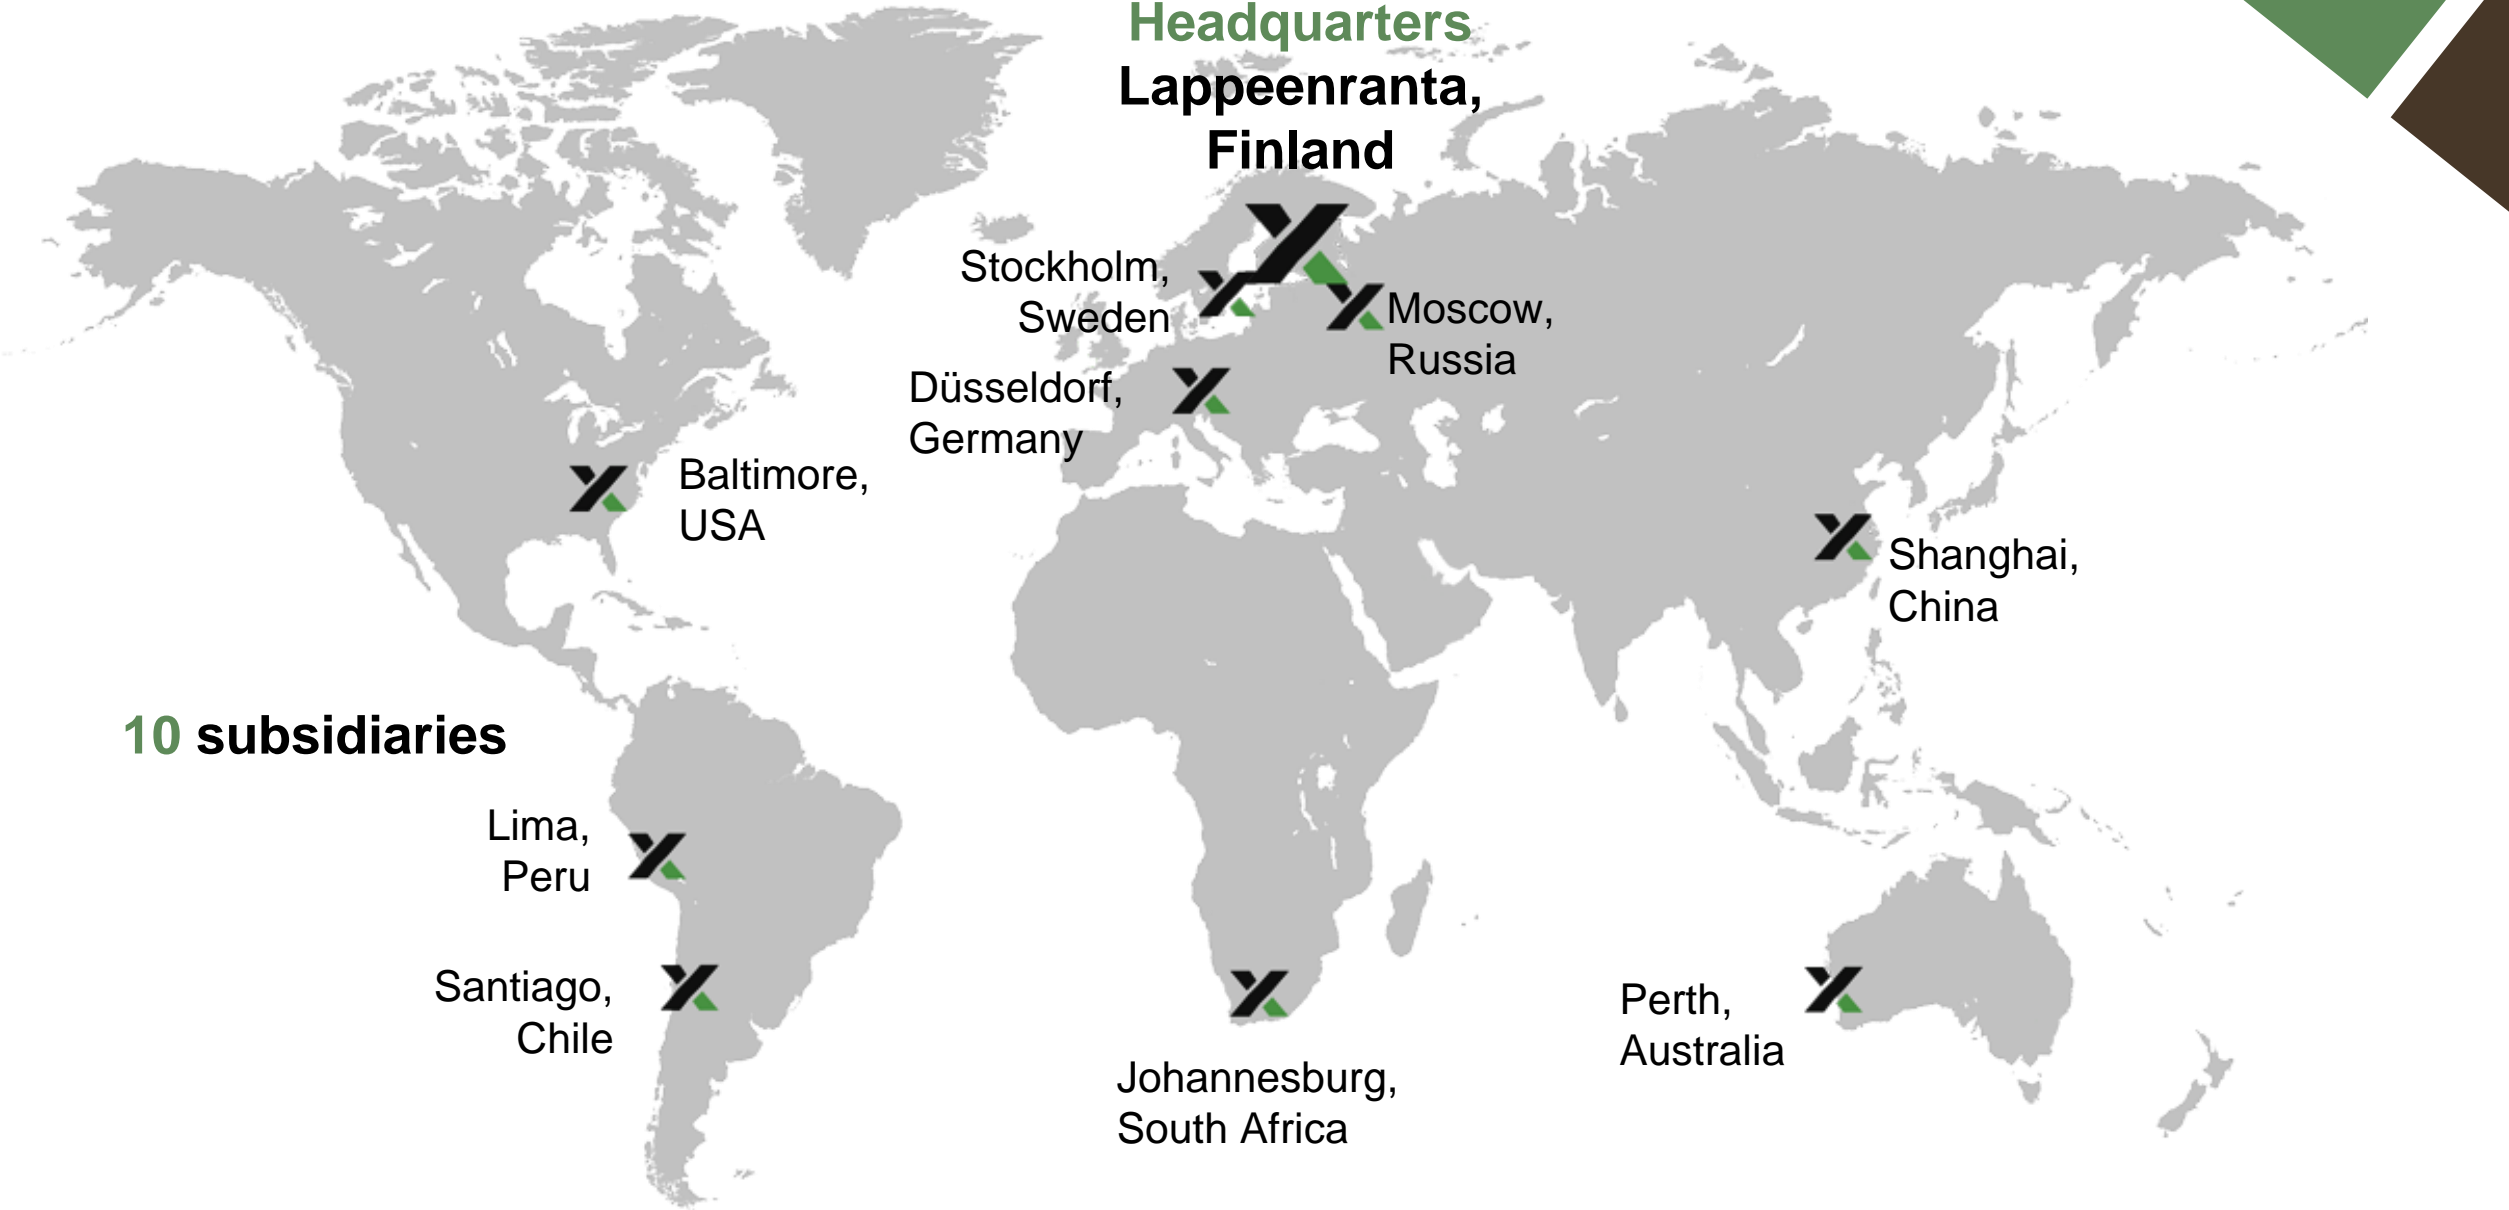 Headquarters
Lappeenranta,
Finland
Stockholm,
Sweden
Moscow,
Russia
Düsseldorf,
Germany
Baltimore,
USA
Shanghai,
China
10 subsidiaries
Lima,
Peru
Santiago,
Chile
Perth,
Australia
Johannesburg,
South Africa